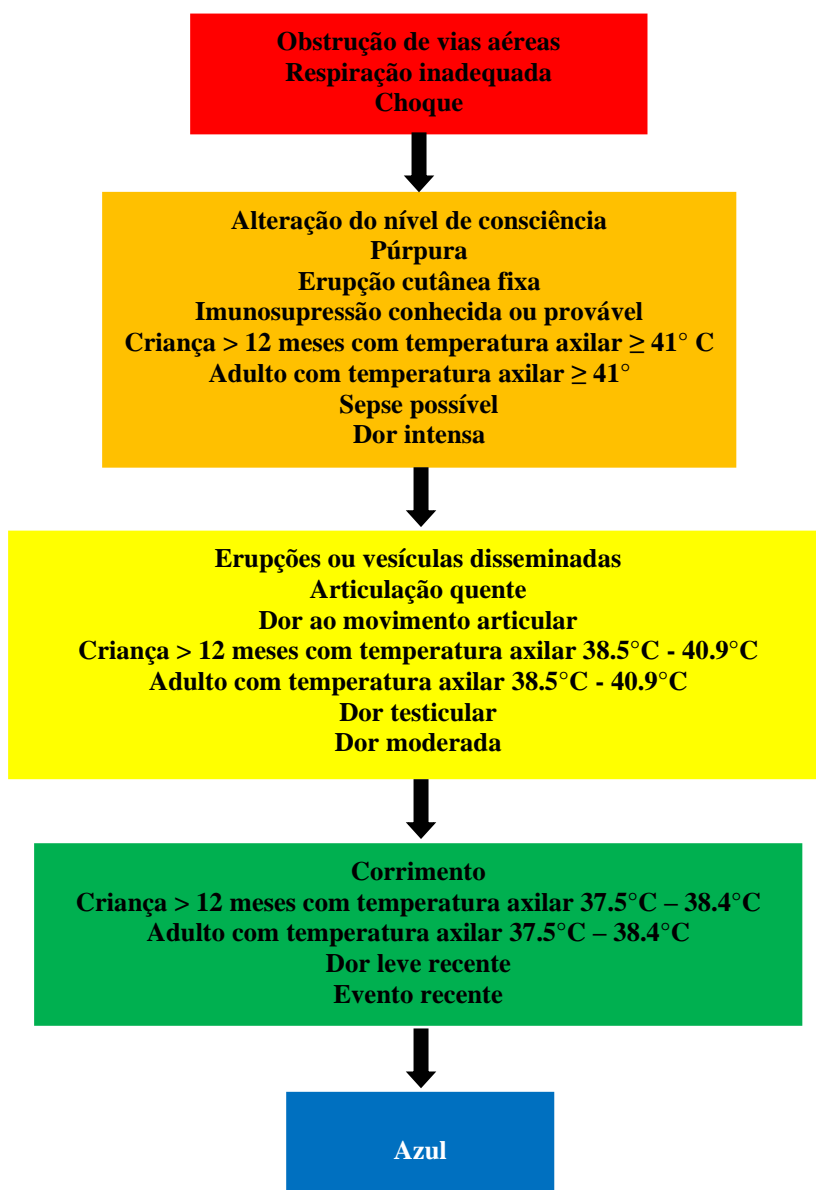 Obstrução de vias aéreas
Respiração inadequada
Choque
Alteração do nível de consciência
Púrpura
Erupção cutânea fixa
Imunosupressão conhecida ou provável
Criança > 12 meses com temperatura axilar ≥ 41° C
Adulto com temperatura axilar ≥ 41°
Sepse possível
Dor intensa
Erupções ou vesículas disseminadas
Articulação quente
Dor ao movimento articular
Criança > 12 meses com temperatura axilar 38.5°C - 40.9°C
Adulto com temperatura axilar 38.5°C - 40.9°C
Dor testicular
Dor moderada
Corrimento
Criança > 12 meses com temperatura axilar 37.5°C – 38.4°C
Adulto com temperatura axilar 37.5°C – 38.4°C
Dor leve recente
Evento recente
Azul